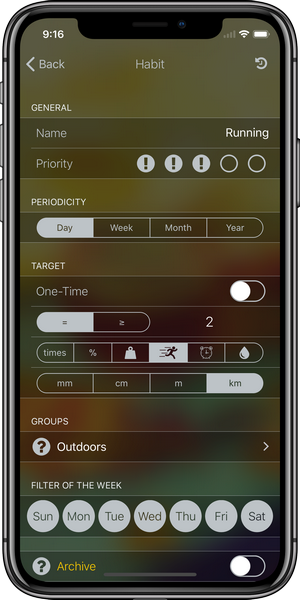 9:16
Back Habit
GENERAL
Name Running
Priority
PERIODICITY
Day Week Month Year
TARGET
One-Time
= ≥ 2
times %
mm cm m km
GROUPS
? Outdoors
FILTER OF THE WEEK
Sun Mon Tue Wed Thu Fri Sat
? Archive